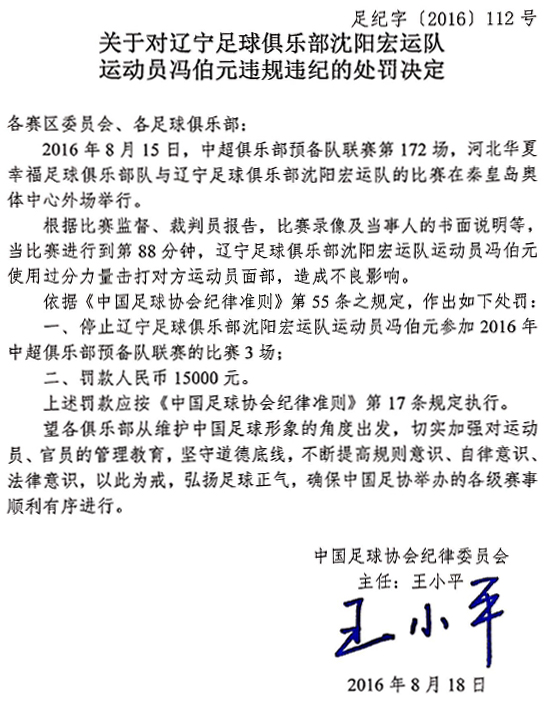 足纪字〔2016〕112 号
关于对辽宁足球俱乐部沈阳宏运队
运动员冯伯元违规违纪的处罚决定
各赛区委员会、各足球俱乐部：
2016 年 8 月 15 日，中超俱乐部预备队联赛第 172 场，河北华夏
幸福足球俱乐部队与辽宁足球俱乐部沈阳宏运队的比赛在秦皇岛奥
体中心外场举行。
根据比赛监督、裁判员报告，比赛录像及当事人的书面说明等，
当比赛进行到第 88 分钟，辽宁足球俱乐部沈阳宏运队运动员冯伯元
使用过分力量击打对方运动员面部，造成不良影响。
依据《中国足球协会纪律准则》第 55 条之规定，作出如下处罚：
一、停止辽宁足球俱乐部沈阳宏运队运动员冯伯元参加 2016 年
中超俱乐部预备队联赛的比赛 3 场；
二、罚款人民币 15000 元。
上述罚款应按《中国足球协会纪律准则》第 17 条规定执行。
望各俱乐部从维护中国足球形象的角度出发，切实加强对运动
员、官员的管理教育，坚守道德底线，不断提高规则意识、自律意识、
法律意识，以此为戒，弘扬足球正气，确保中国足协举办的各级赛事
顺利有序进行。
中国足球协会纪律委员会
主任：王小平
王小平
2016 年 8 月 18 日